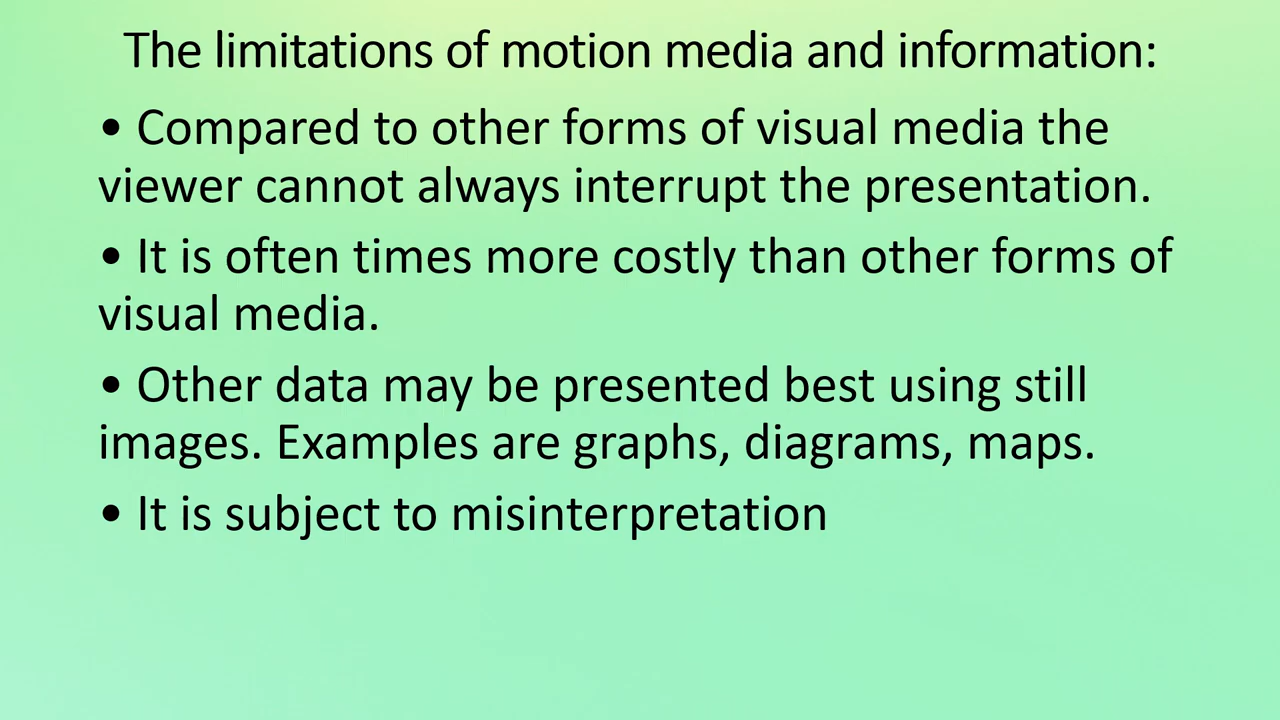 The limitations of motion media and information:
• Compared to other forms of visual media the
viewer cannot always interrupt the presentation.
• It is often times more costly than other forms of
visual media.
• Other data may be presented best using still
images. Examples are graphs, diagrams, maps.
• It is subject to misinterpretation